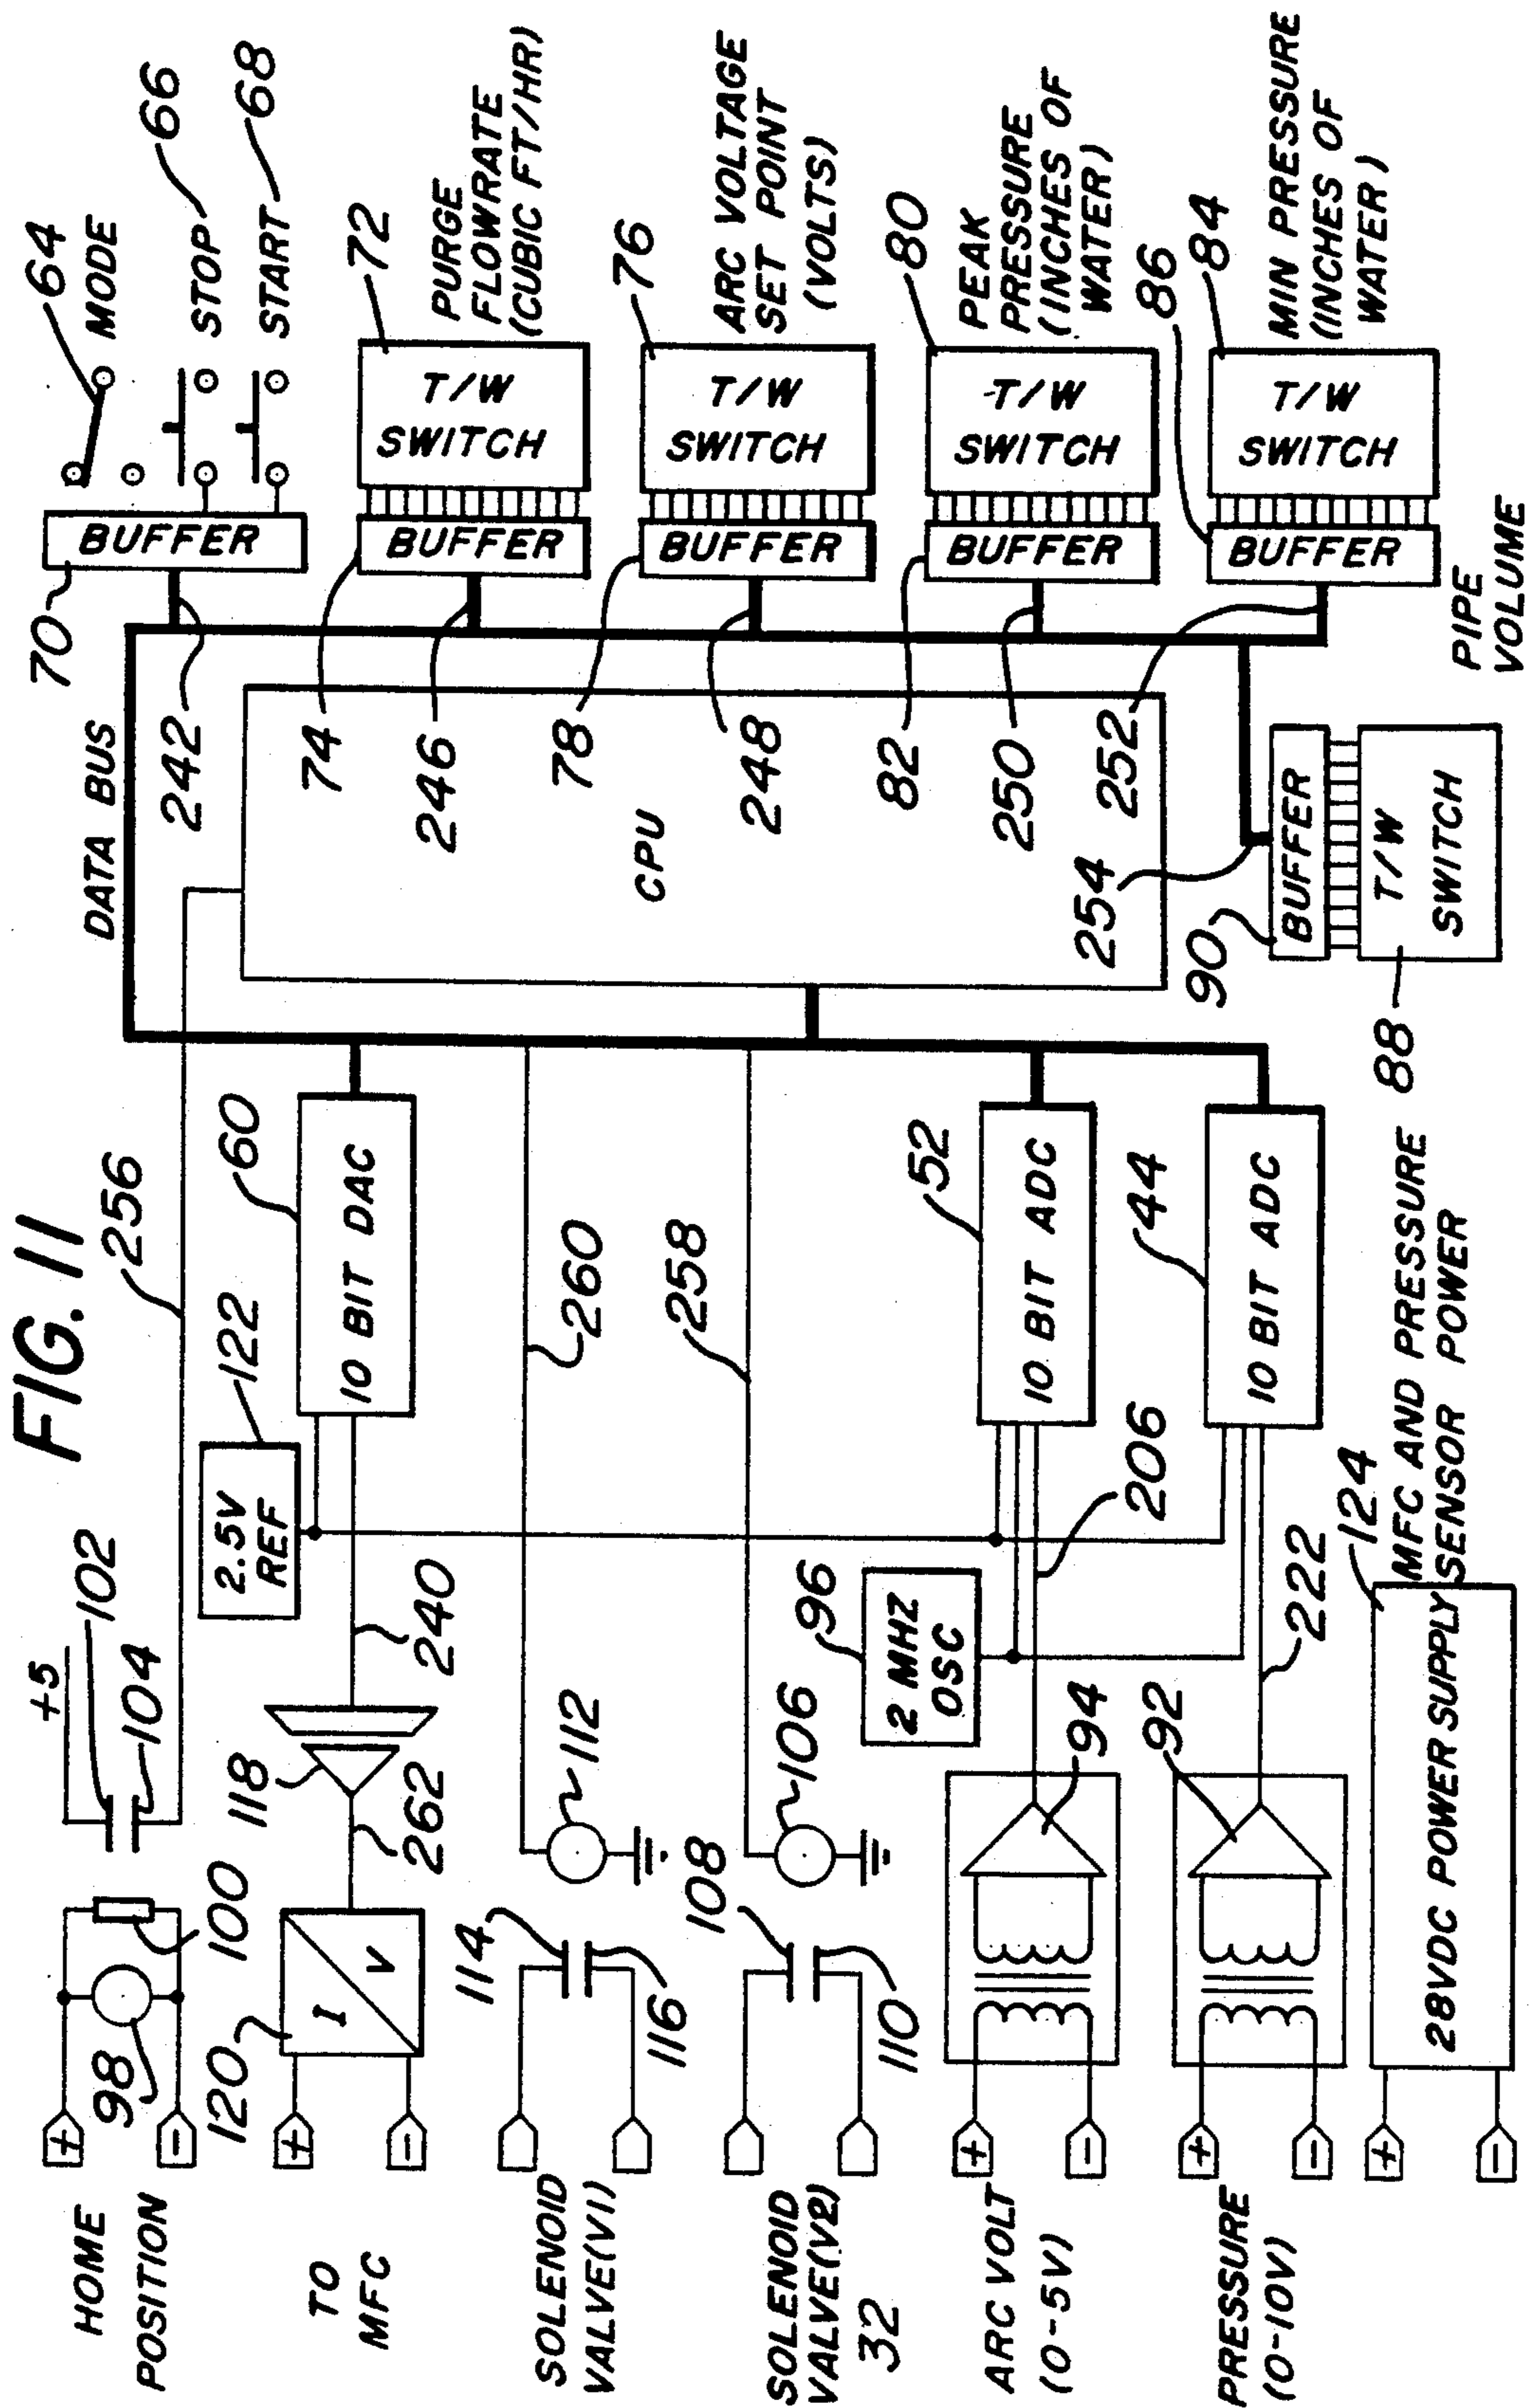 FIG. 11
HOME
POSITION
+
-
98
100
+5
102
104
256
DATA BUS
TO
MFC
+
-
120
I
V
262
118
240
2.5V
REF
122
10 BIT DAC
60
SOLENOID
VALVE(V1)
114
116
112
260
SOLENOID
VALVE(V2)
32
108
110
106
258
ARC VOLT
(0-5V)
+
-
94
2 MHZ
OSC
96
206
10 BIT ADC
52
PRESSURE
(0-10V)
+
-
92
222
10 BIT ADC
44
+
-
28VDC POWER SUPPLY
124
MFC AND PRESSURE
SENSOR POWER
CPU
70
BUFFER
242
64
MODE
66
STOP
68
START
74
BUFFER
246
T/W
SWITCH
72
PURGE
FLOWRATE
(CUBIC FT/HR)
78
BUFFER
248
T/W
SWITCH
76
ARC VOLTAGE
SET POINT
(VOLTS)
82
BUFFER
250
T/W
SWITCH
80
PEAK
PRESSURE
(INCHES OF
WATER)
86
BUFFER
252
T/W
SWITCH
84
MIN PRESSURE
(INCHES OF
WATER)
254
90
BUFFER
88
T/W
SWITCH
PIPE
VOLUME